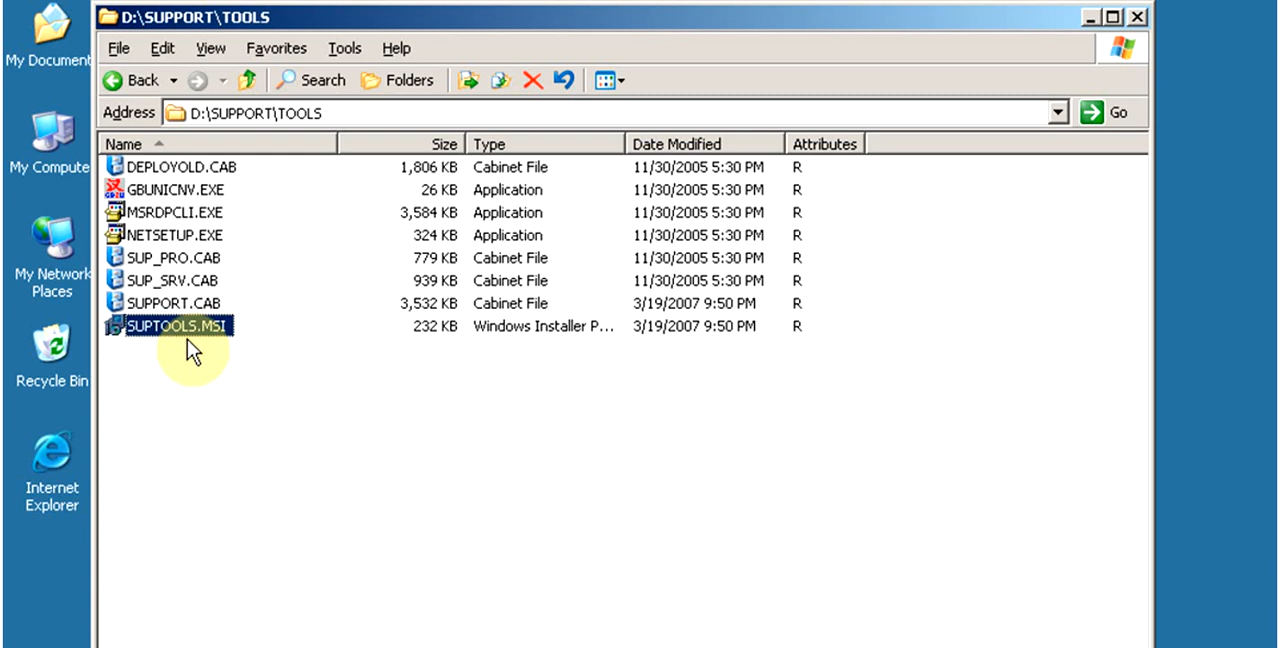 D:\SUPPORT\TOOLS
File Edit View Favorites Tools Help
Back Search Folders
Address D:\SUPPORT\TOOLS Go
Name Size Type Date Modified Attributes
DEPLOYOLD.CAB 1,806 KB Cabinet File 11/30/2005 5:30 PM R
GBUNICNV.EXE 26 KB Application 11/30/2005 5:30 PM R
MSRDPCLI.EXE 3,584 KB Application 11/30/2005 5:30 PM R
NETSETUP.EXE 324 KB Application 11/30/2005 5:30 PM R
SUP_PRO.CAB 779 KB Cabinet File 11/30/2005 5:30 PM R
SUP_SRV.CAB 939 KB Cabinet File 11/30/2005 5:30 PM R
SUPPORT.CAB 3,532 KB Cabinet File 3/19/2007 9:50 PM R
SUPTOOLS.MSI 232 KB Windows Installer P... 3/19/2007 9:50 PM R
My Document
My Compute
My Network
Places
Recycle Bin
Internet
Explorer